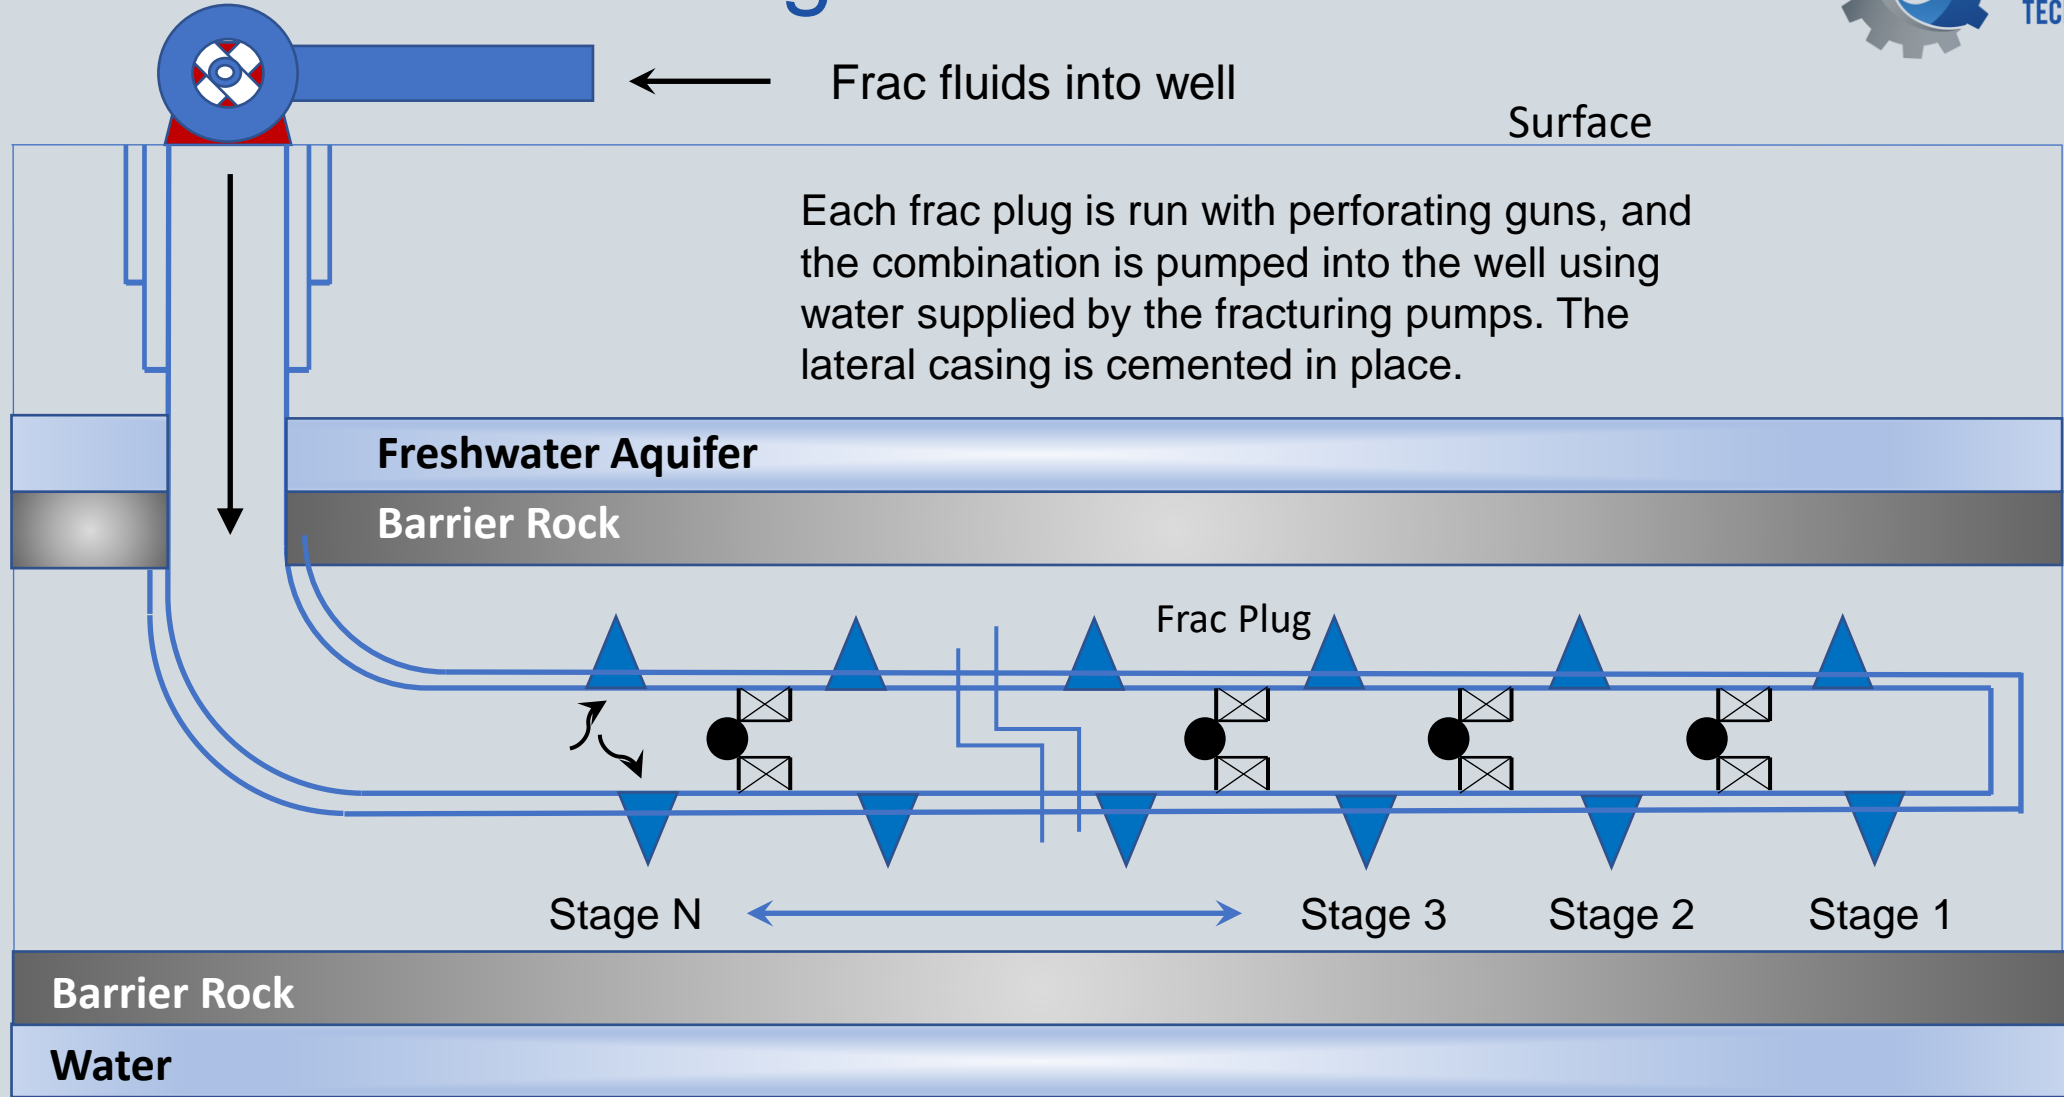 TEC
Frac fluids into well
Surface
Each frac plug is run with perforating guns, and
the combination is pumped into the well using
water supplied by the fracturing pumps. The
lateral casing is cemented in place.
Freshwater Aquifer
Barrier Rock
Frac Plug
Stage N
Stage 3
Stage 2
Stage 1
Barrier Rock
Water